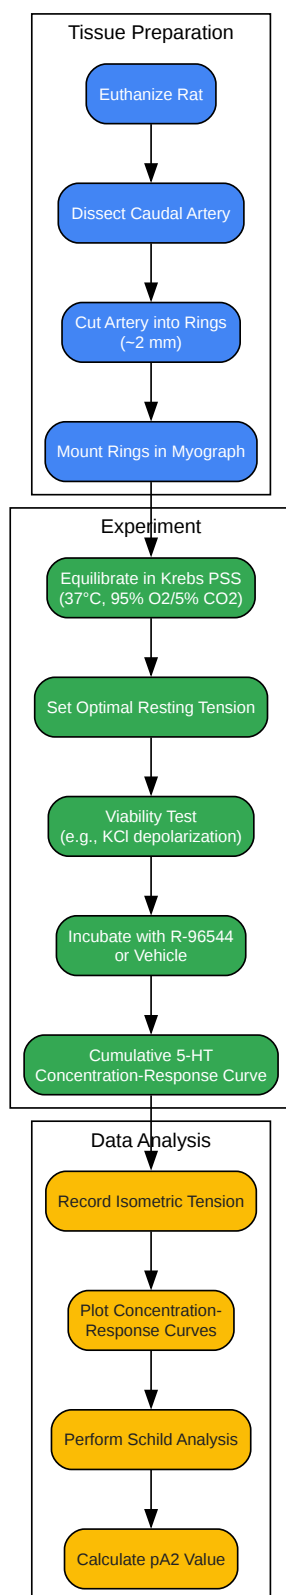 Tissue Preparation
Euthanize Rat
Dissect Caudal Artery
Cut Artery into Rings
(~2 mm)
Mount Rings in Myograph
Experiment
Equilibrate in Krebs PSS
(37°C, 95% O2/5% CO2)
Set Optimal Resting Tension
Viability Test
(e.g., KCl depolarization)
Incubate with R-96544
or Vehicle
Cumulative 5-HT
Concentration-Response Curve
Data Analysis
Record Isometric Tension
Plot Concentration-
Response Curves
Perform Schild Analysis
Calculate pA2 Value